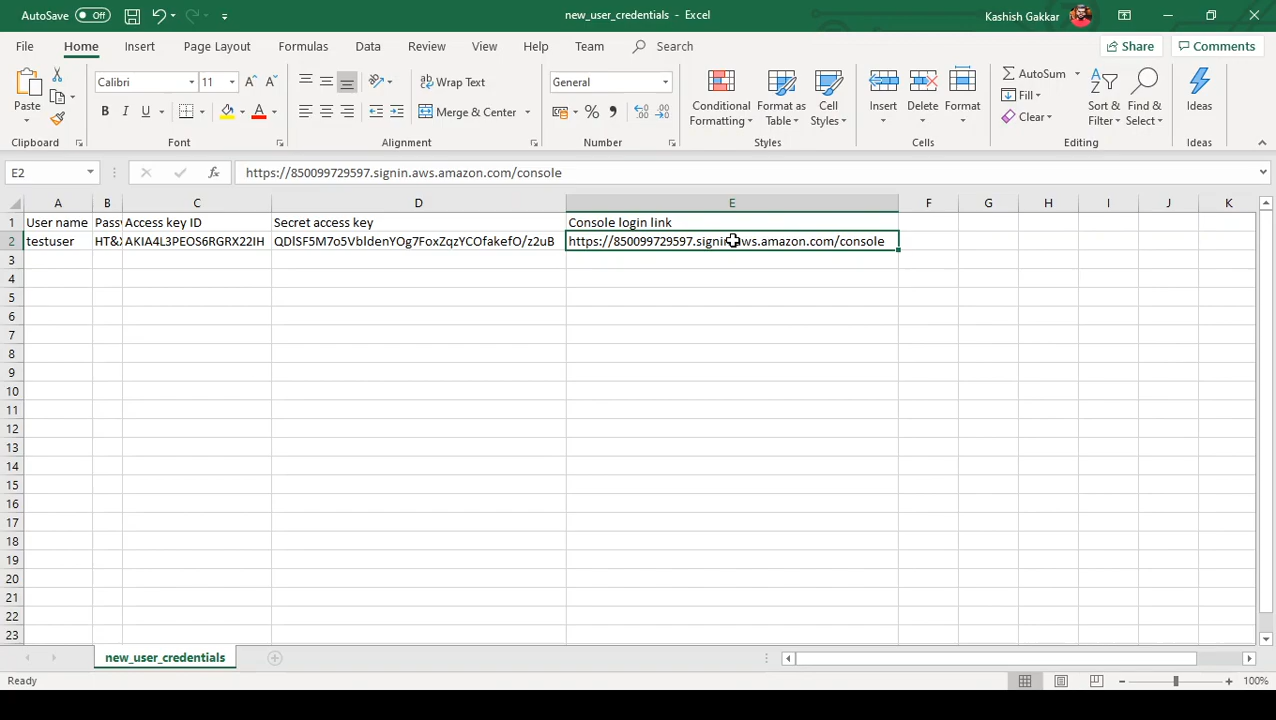 AutoSave Off new_user_credentials - Excel Kashish Gakkar
File Home Insert Page Layout Formulas Data Review View Help Team Search Share Comments
Paste
Calibri 11
B I U
Wrap Text
Merge & Center
General
Conditional Formatting
Format as Table
Cell Styles
Insert Delete Format
AutoSum
Fill
Clear
Sort & Filter
Find & Select
Ideas
Clipboard Font Alignment Number Styles Cells Editing Ideas
E2 fx https://850099729597.signin.aws.amazon.com/console
A B C D E F G H I J K
1 User name Access key ID Secret access key Console login link
2 testuser AKIA4L3PEOS6RGRX22IH https://850099729597.signin.aws.amazon.com/console
3
4
5
6
7
8
9
10
11
12
13
14
15
16
17
18
19
20
21
22
23
new_user_credentials
Ready 100%